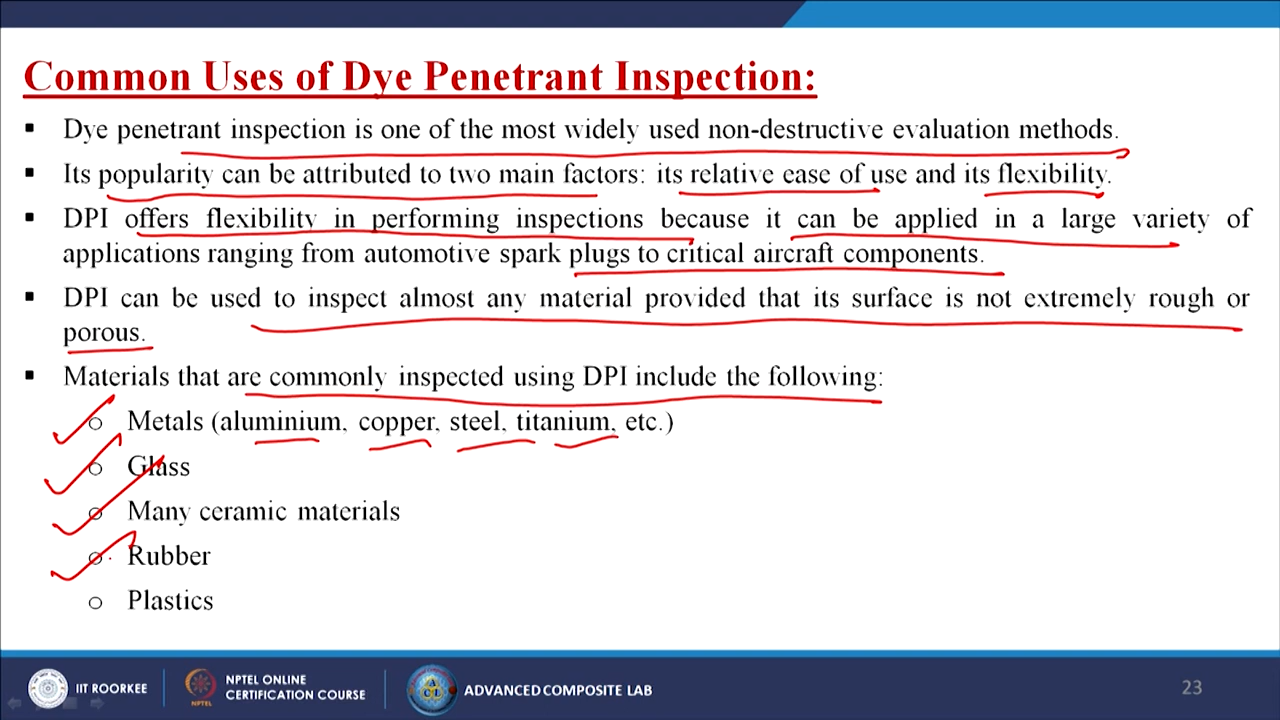 Common Uses of Dye Penetrant Inspection:
▪ Dye penetrant inspection is one of the most widely used non-destructive evaluation methods.
▪ Its popularity can be attributed to two main factors: its relative ease of use and its flexibility.
▪ DPI offers flexibility in performing inspections because it can be applied in a large variety of
applications ranging from automotive spark plugs to critical aircraft components.
▪ DPI can be used to inspect almost any material provided that its surface is not extremely rough or
porous.
▪ Materials that are commonly inspected using DPI include the following:
o Metals (aluminium, copper, steel, titanium, etc.)
o Glass
o Many ceramic materials
o Rubber
o Plastics
IIT ROORKEE
NPTEL
NPTEL ONLINE
CERTIFICATION COURSE
ADVANCED COMPOSITE LAB
23